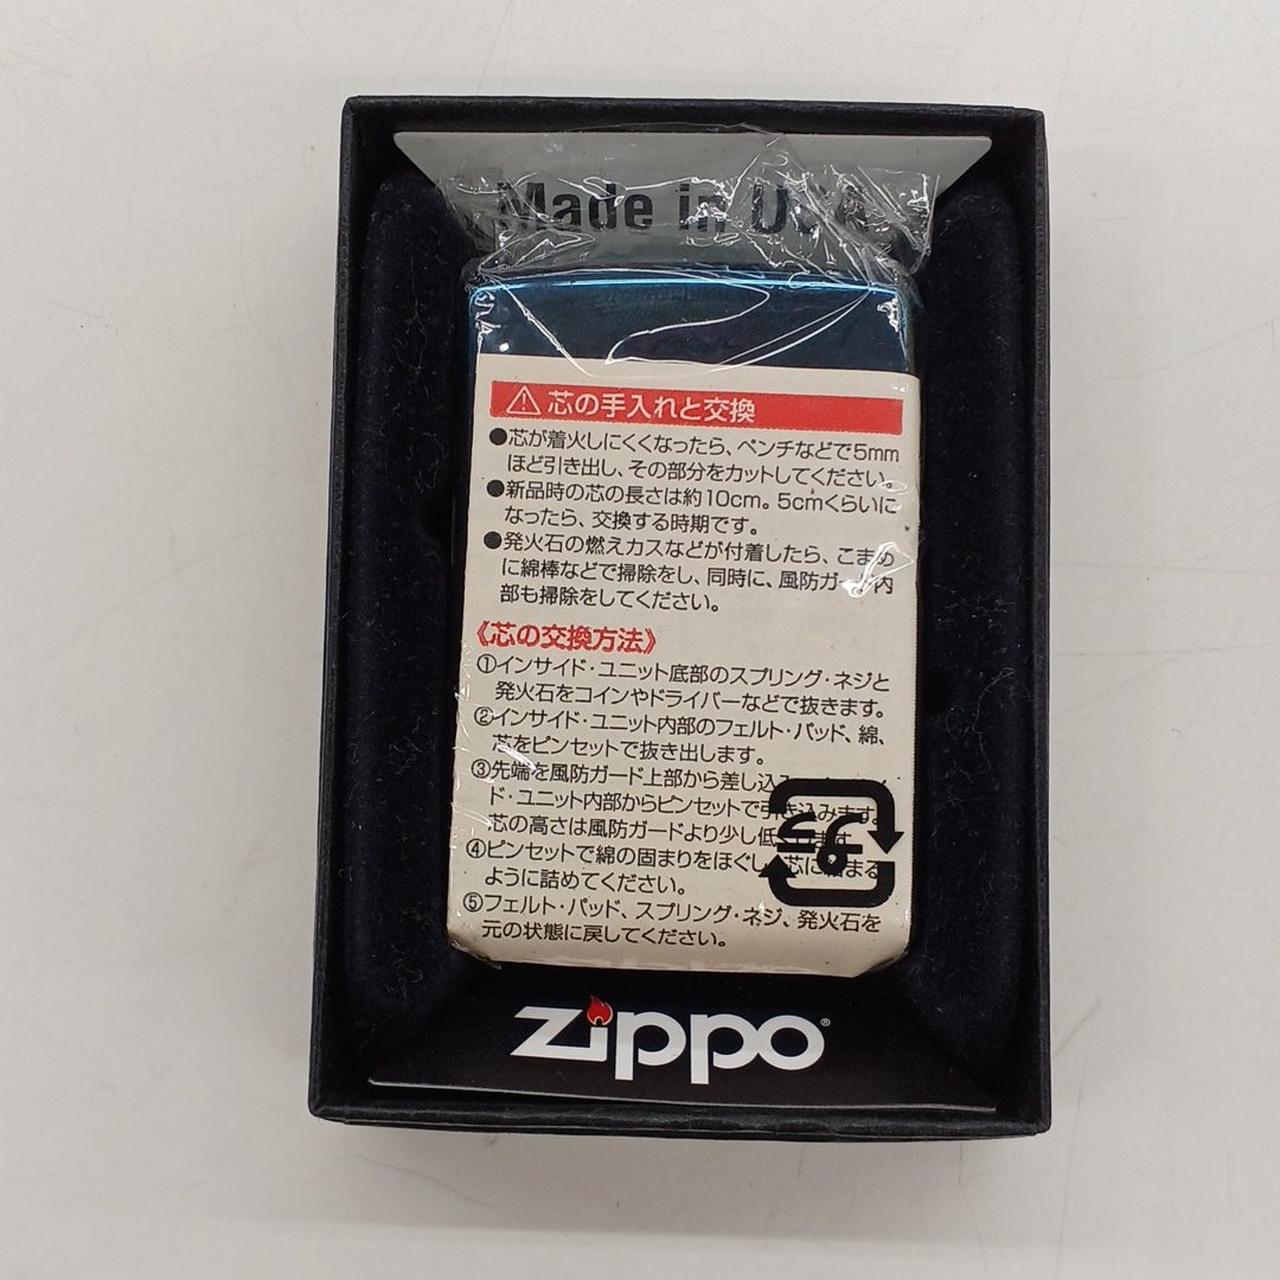 Made in USA
芯の手入れと交換
●芯が着火しにくくなったら、ペンチなどで5mm
ほど引き出し、その部分をカットしてください。
●新品時の芯の長さは約10cm。5cmくらいに
なったら、交換する時期です。
●発火石の燃えカスなどが付着したら、こまめ
に綿棒などで掃除をし、同時に、風防ガード内
部も掃除をしてください。
《芯の交換方法》
①インサイド・ユニット底部のスプリング・ネジと
発火石をコインやドライバーなどで抜きます。
②インサイド・ユニット内部のフェルト・パッド、綿、
芯をピンセットで抜き出します。
③先端を風防ガード上部から差し込
ド・ユニット内部からピンセットで引き込みます。
芯の高さは風防ガードより少し低くします。
④ピンセットで綿の固まりをほぐし、芯に絡まる
ように詰めてください。
⑤フェルト・パッド、スプリング・ネジ、発火石を
元の状態に戻してください。
zippo®